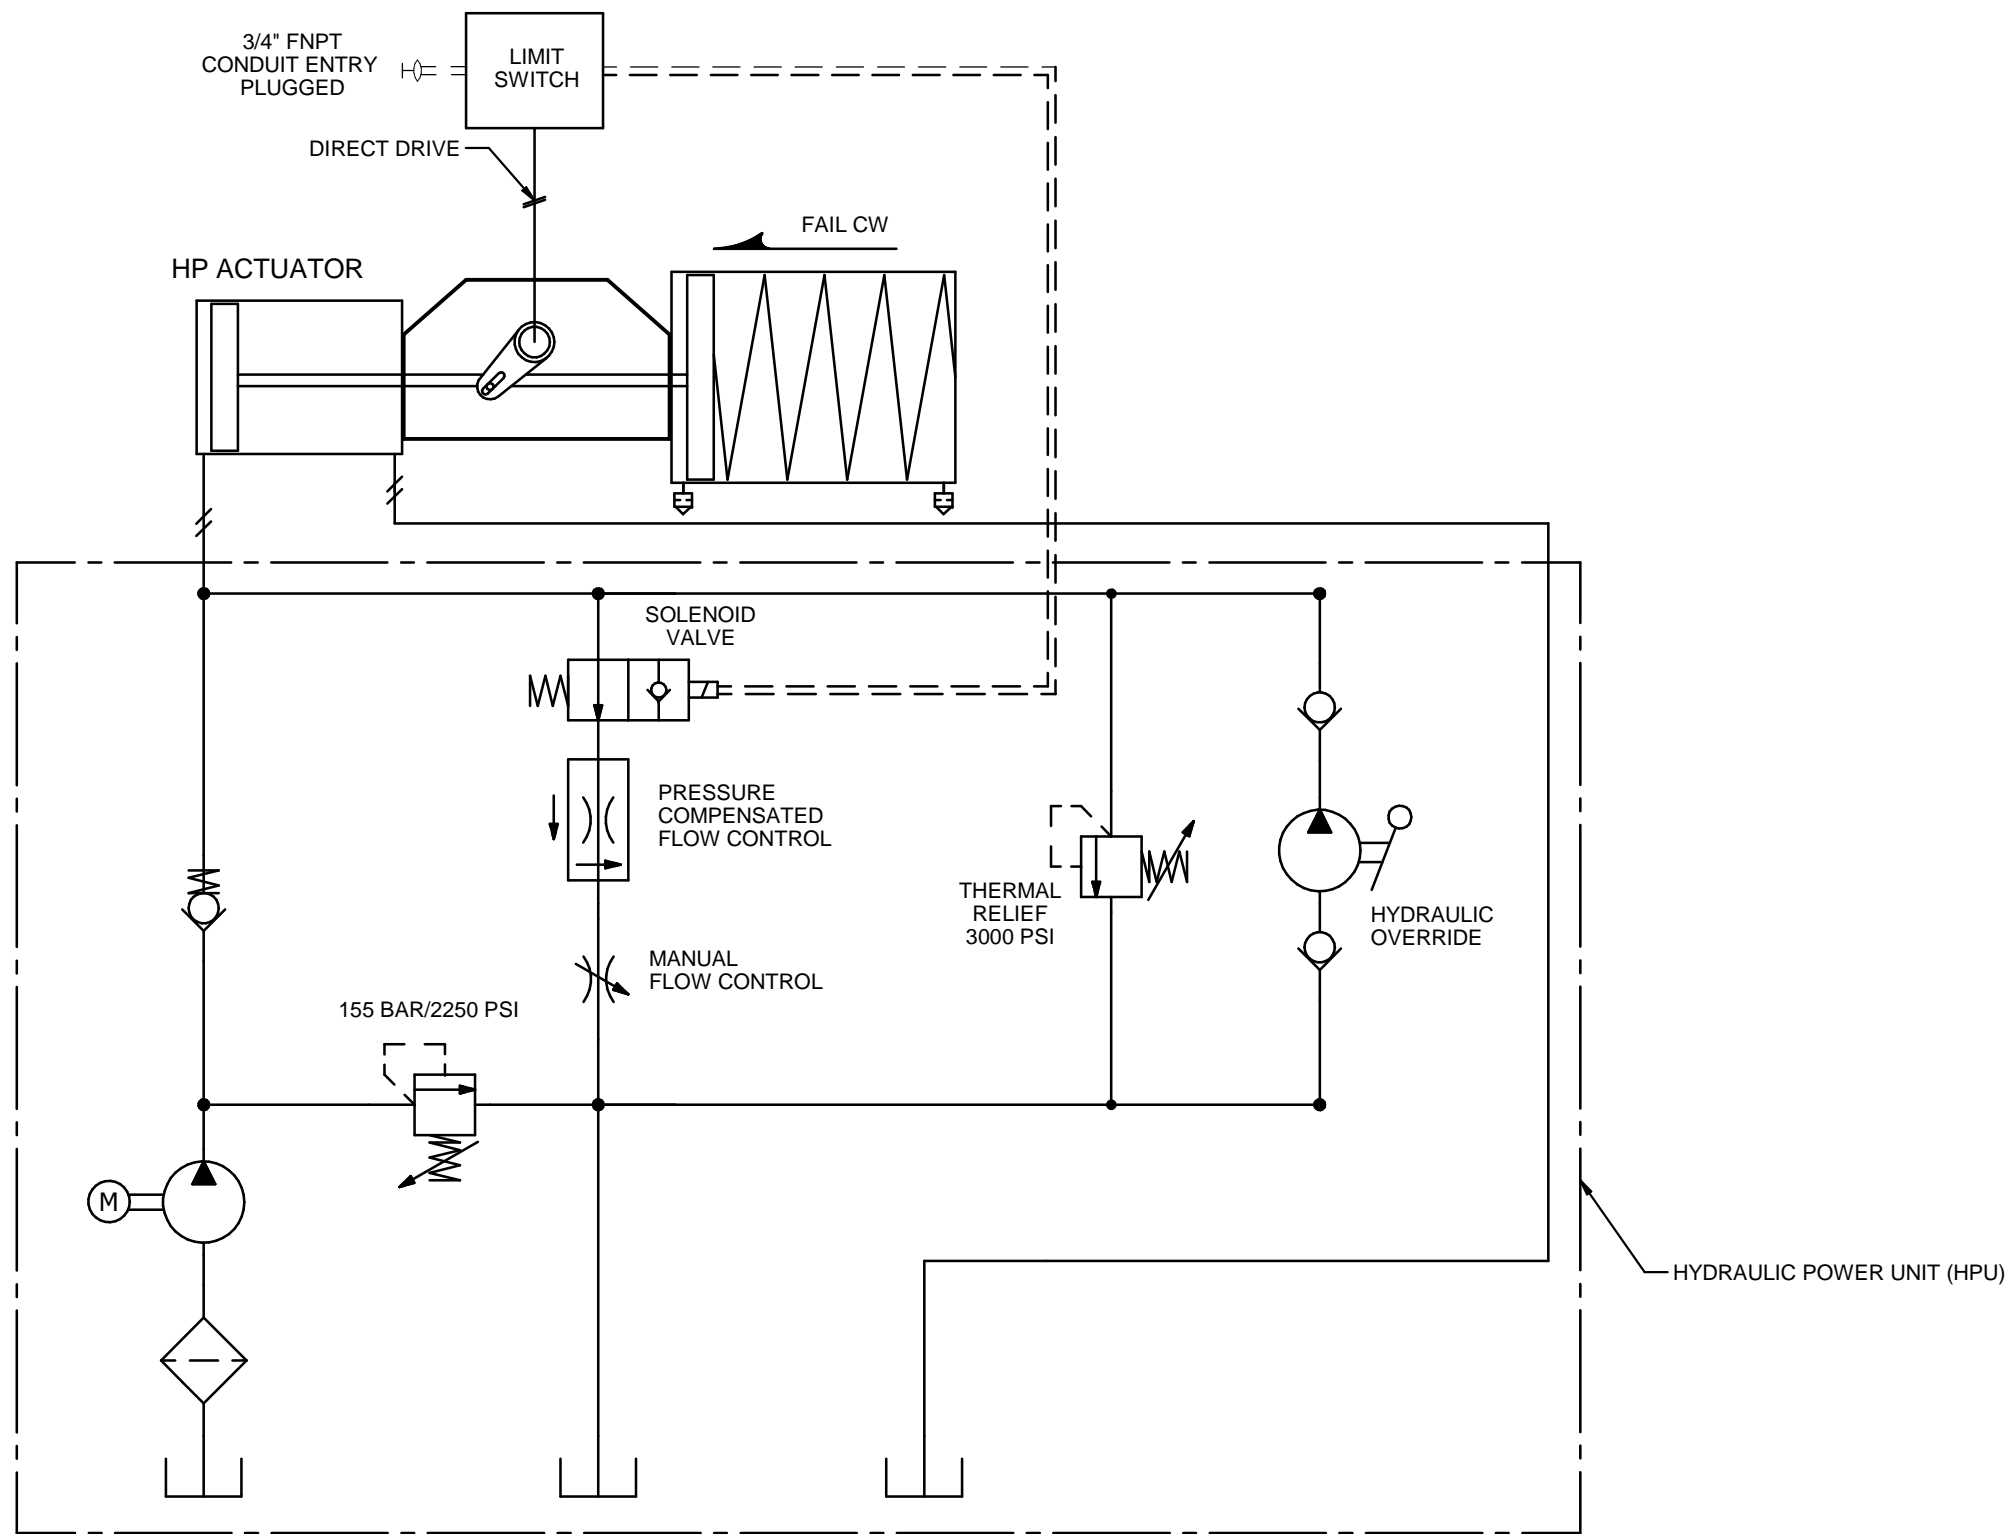 3/4" FNPT
CONDUIT ENTRY
PLUGGED
LIMIT
SWITCH
DIRECT DRIVE
FAIL CW
HP ACTUATOR
SOLENOID
VALVE
PRESSURE
COMPENSATED
FLOW CONTROL
THERMAL
RELIEF
3000 PSI
HYDRAULIC
OVERRIDE
MANUAL
FLOW CONTROL
155 BAR/2250 PSI
M
HYDRAULIC POWER UNIT (HPU)